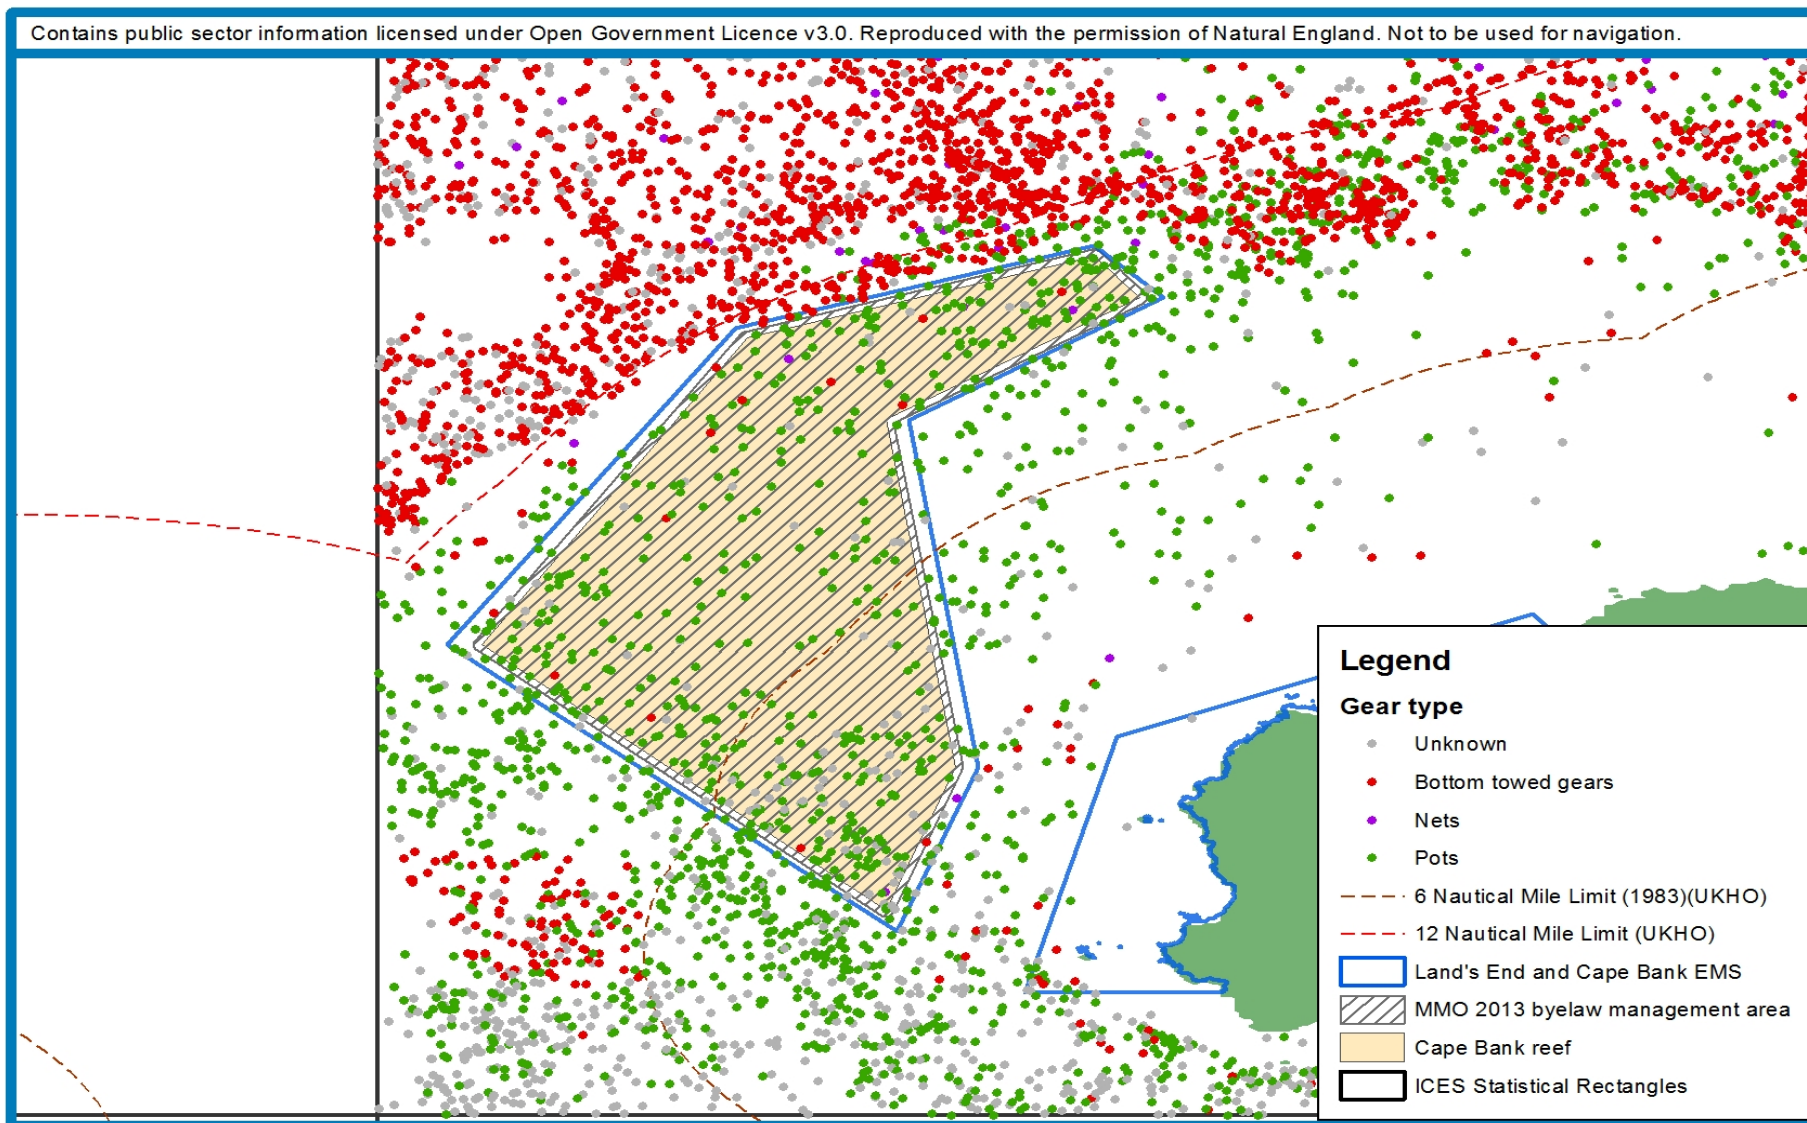 Contains public sector information licensed under Open Government Licence v3.0. Reproduced with the permission of Natural England. Not to be used for navigation.
Legend
Gear type
Unknown
Bottom towed gears
Nets
Pots
6 Nautical Mile Limit (1983)(UKHO)
12 Nautical Mile Limit (UKHO)
Land's End and Cape Bank EMS
MMO 2013 byelaw management area
Cape Bank reef
ICES Statistical Rectangles